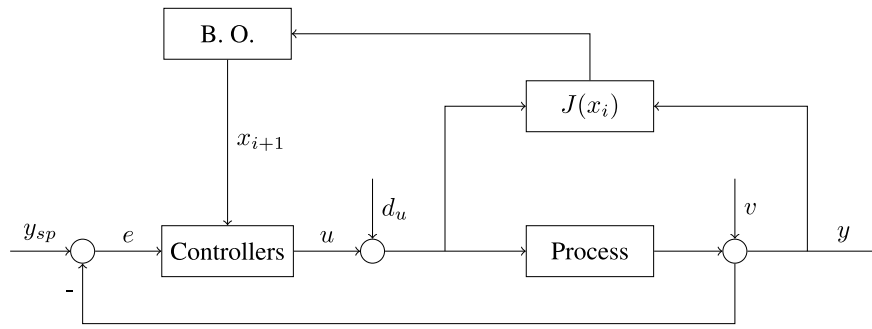 B. O.
J(x_i)
x_{i+1}
d_u
v
y_{sp}
e
Controllers
u
Process
y
-